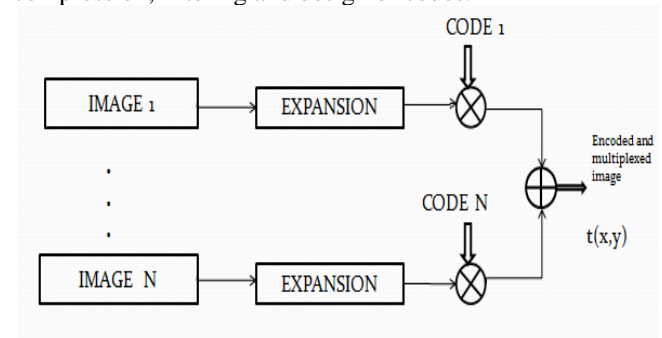 CODE 1
IMAGE 1
EXPANSION
Encoded and
multiplexed
image
CODE N
t(x,y)
IMAGE N
EXPANSION